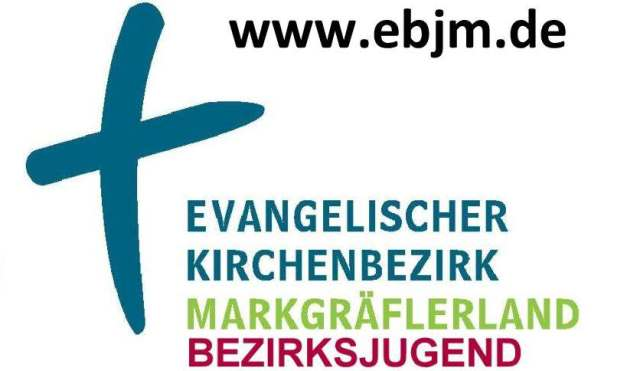 www.ebjm.de
EVANGELISCHER
KIRCHENBEZIRK
MARKGRÄFLERLAND
BEZIRKSJUGEND